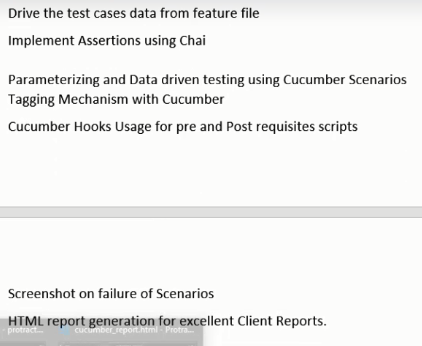 Drive the test cases data from feature file
Implement Assertions using Chai
Parameterizing and Data driven testing using Cucumber Scenarios
Tagging Mechanism with Cucumber
Cucumber Hooks Usage for pre and Post requisites scripts
Screenshot on failure of Scenarios
HTML report generation for excellent Client Reports.
- protract... cucumber_report.html - Protra...